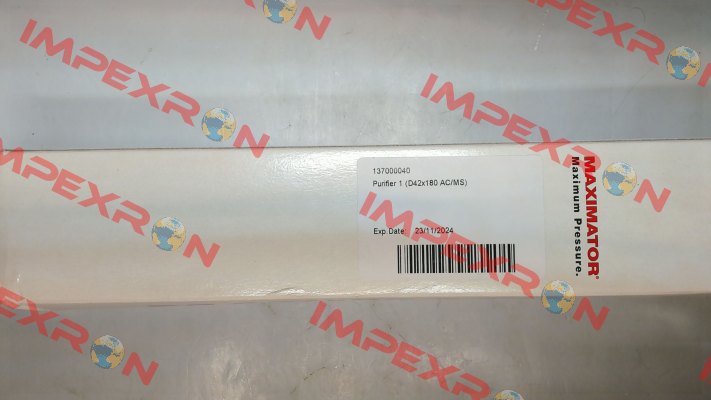 137000040
Purifier 1 (D42x180 AC/MS)
Exp.Date: 23/11/2024
MAXIMATOR®
Maximum Pressure.
IMPEXRON
IMPEXRON
IMPEXRON
IMPEXRON
IMPEXRON
IMPEXRON
IMPEXRON